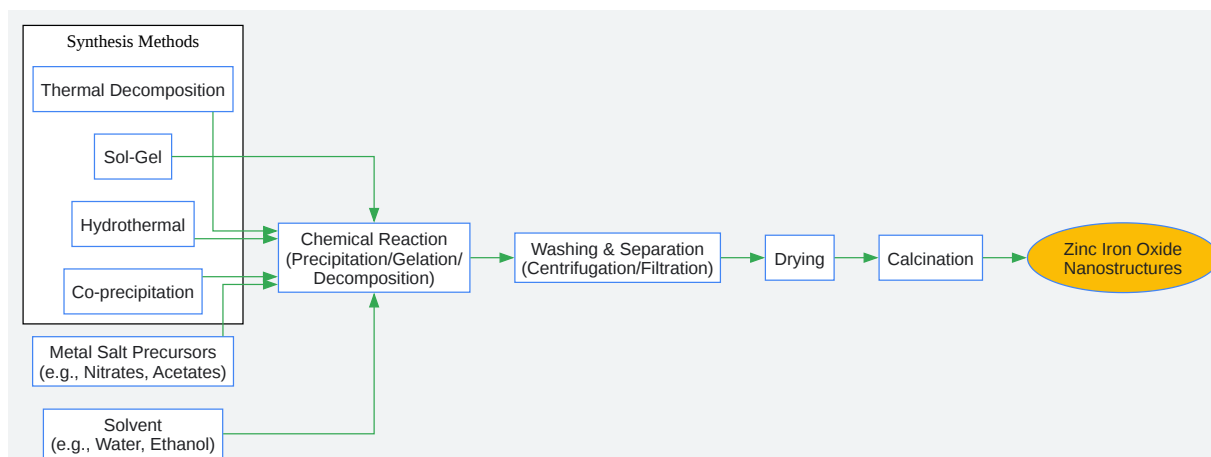 Synthesis Methods
Thermal Decomposition
Sol-Gel
Hydrothermal
Co-precipitation
Metal Salt Precursors
(e.g., Nitrates, Acetates)
Solvent
(e.g., Water, Ethanol)
Chemical Reaction
(Precipitation/Gelation/
Decomposition)
Washing & Separation
(Centrifugation/Filtration)
Drying
Calcination
Zinc Iron Oxide
Nanostructures